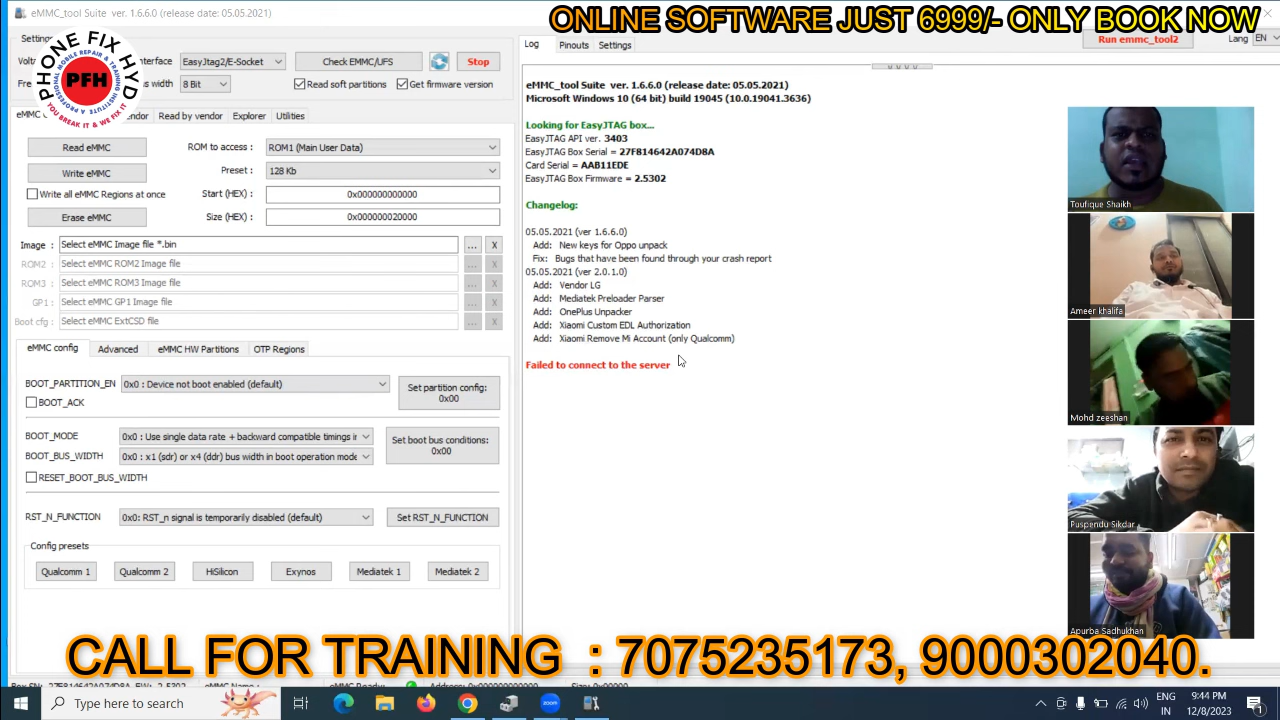 eMMC_tool Suite ver. 1.6.6.0 (release date: 05.05.2021)
ONLINE SOFTWARE JUST 6999/- ONLY BOOK NOW
Settings
PHONE FIX HYD
PROFESSIONAL MOBILE REPAIR & TRAINING INSTITUTE
PFH
YOU BREAK IT & WE FIX IT
EasyJtag2/E-Socket
Check EMMC/UFS
Stop
8 Bit
Read soft partitions
Get firmware version
Read by vendor
Explorer
Utilities
Read eMMC
ROM to access :
ROM1 (Main User Data)
Write eMMC
Preset :
128 Kb
Write all eMMC Regions at once
Start (HEX) :
0x000000000000
Erase eMMC
Size (HEX) :
0x000000020000
Image :
Select eMMC Image file *.bin
... X
ROM2 :
Select eMMC ROM2 Image file
... X
ROM3 :
Select eMMC ROM3 Image file
... X
GP1 :
Select eMMC GP1 Image file
... X
Boot cfg :
Select eMMC ExtCSD file
... X
eMMC config
Advanced
eMMC HW Partitions
OTP Regions
BOOT_PARTITION_EN
0x0 : Device not boot enabled (default)
Set partition config:
0x00
BOOT_ACK
BOOT_MODE
0x0 : Use single data rate + backward compatible timings in
Set boot bus conditions:
0x00
BOOT_BUS_WIDTH
0x0 : x1 (sdr) or x4 (ddr) bus width in boot operation mode
RESET_BOOT_BUS_WIDTH
RST_N_FUNCTION
0x0: RST_n signal is temporarily disabled (default)
Set RST_N_FUNCTION
Config presets
Qualcomm 1
Qualcomm 2
HiSilicon
Exynos
Mediatek 1
Mediatek 2
Log
Pinouts
Settings
Run emmc_tool2
Lang
EN
eMMC_tool Suite ver. 1.6.6.0 (release date: 05.05.2021)
Microsoft Windows 10 (64 bit) build 19045 (10.0.19041.3636)
Looking for EasyJTAG box...
EasyJTAG API ver. 3403
EasyJTAG Box Serial = 27F814642A074D8A
Card Serial = AAB11EDE
EasyJTAG Box Firmware = 2.5302
Changelog:
05.05.2021 (ver 1.6.6.0)
Add: New keys for Oppo unpack
Fix: Bugs that have been found through your crash report
05.05.2021 (ver 2.0.1.0)
Add: Vendor LG
Add: Mediatek Preloader Parser
Add: OnePlus Unpacker
Add: Xiaomi Custom EDL Authorization
Add: Xiaomi Remove Mi Account (only Qualcomm)
Failed to connect to the server
Toufique Shaikh
Ameer khalifa
Mohd zeeshan
Puspendu Sikdar
Apurba Sadhukhan
CALL FOR TRAINING : 7075235173, 9000302040.
Type here to search
zoom
ENG
IN
9:44 PM
12/8/2023
1